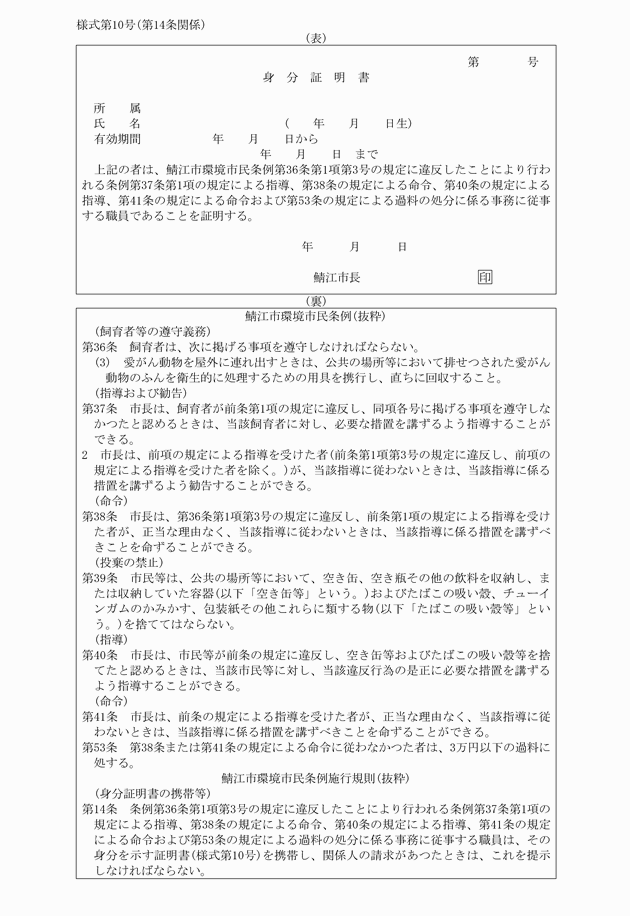 様式第10号(第14条関係)
(表)
第　　　　号
身　分　証　明　書
所　　属
氏　　名　　　　　　　　　　　　(　　年　　月　　日生)
有効期間　　　　　　年　　月　　日から
年　　月　　日　まで
上記の者は、鯖江市環境市民条例第36条第1項第3号の規定に違反したことにより行わ
れる条例第37条第1項の規定による指導、第38条の規定による命令、第40条の規定による
指導、第41条の規定による命令および第53条の規定による過料の処分に係る事務に従事
する職員であることを証明する。
年　　　月　　　日
鯖江市長　　　　　　　　　　印
(裏)
鯖江市環境市民条例(抜粋)
(飼育者等の遵守義務)
第36条　飼育者は、次に掲げる事項を遵守しなければならない。
(3)　愛がん動物を屋外に連れ出すときは、公共の場所等において排せつされた愛がん
動物のふんを衛生的に処理するための用具を携行し、直ちに回収すること。
(指導および勧告)
第37条　市長は、飼育者が前条第1項の規定に違反し、同項各号に掲げる事項を遵守しな
かつたと認めるときは、当該飼育者に対し、必要な措置を講ずるよう指導することが
できる。
2　市長は、前項の規定による指導を受けた者(前条第1項第3号の規定に違反し、前項の
規定による指導を受けた者を除く。)が、当該指導に従わないときは、当該指導に係る
措置を講ずるよう勧告することができる。
(命令)
第38条　市長は、第36条第1項第3号の規定に違反し、前条第1項の規定による指導を受け
た者が、正当な理由なく、当該指導に従わないときは、当該指導に係る措置を講ずべ
きことを命ずることができる。
(投棄の禁止)
第39条　市民等は、公共の場所等において、空き缶、空き瓶その他の飲料を収納し、ま
たは収納していた容器(以下「空き缶等」という。)およびたばこの吸い殻、チューイ
ンガムのかみかす、包装紙その他これらに類する物(以下「たばこの吸い殻等」とい
う。)を捨ててはならない。
(指導)
第40条　市長は、市民等が前条の規定に違反し、空き缶等およびたばこの吸い殻等を捨
てたと認めるときは、当該市民等に対し、当該違反行為の是正に必要な措置を講ずる
よう指導することができる。
(命令)
第41条　市長は、前条の規定による指導を受けた者が、正当な理由なく、当該指導に従
わないときは、当該指導に係る措置を講ずべきことを命ずることができる。
第53条　第38条または第41条の規定による命令に従わなかつた者は、3万円以下の過料に
処する。
鯖江市環境市民条例施行規則(抜粋)
(身分証明書の携帯等)
第14条　条例第36条第1項第3号の規定に違反したことにより行われる条例第37条第1項の
規定による指導、第38条の規定による命令、第40条の規定による指導、第41条の規定
による命令および第53条の規定による過料の処分に係る事務に従事する職員は、その
身分を示す証明書(様式第10号)を携帯し、関係人の請求があつたときは、これを提示
しなければならない。